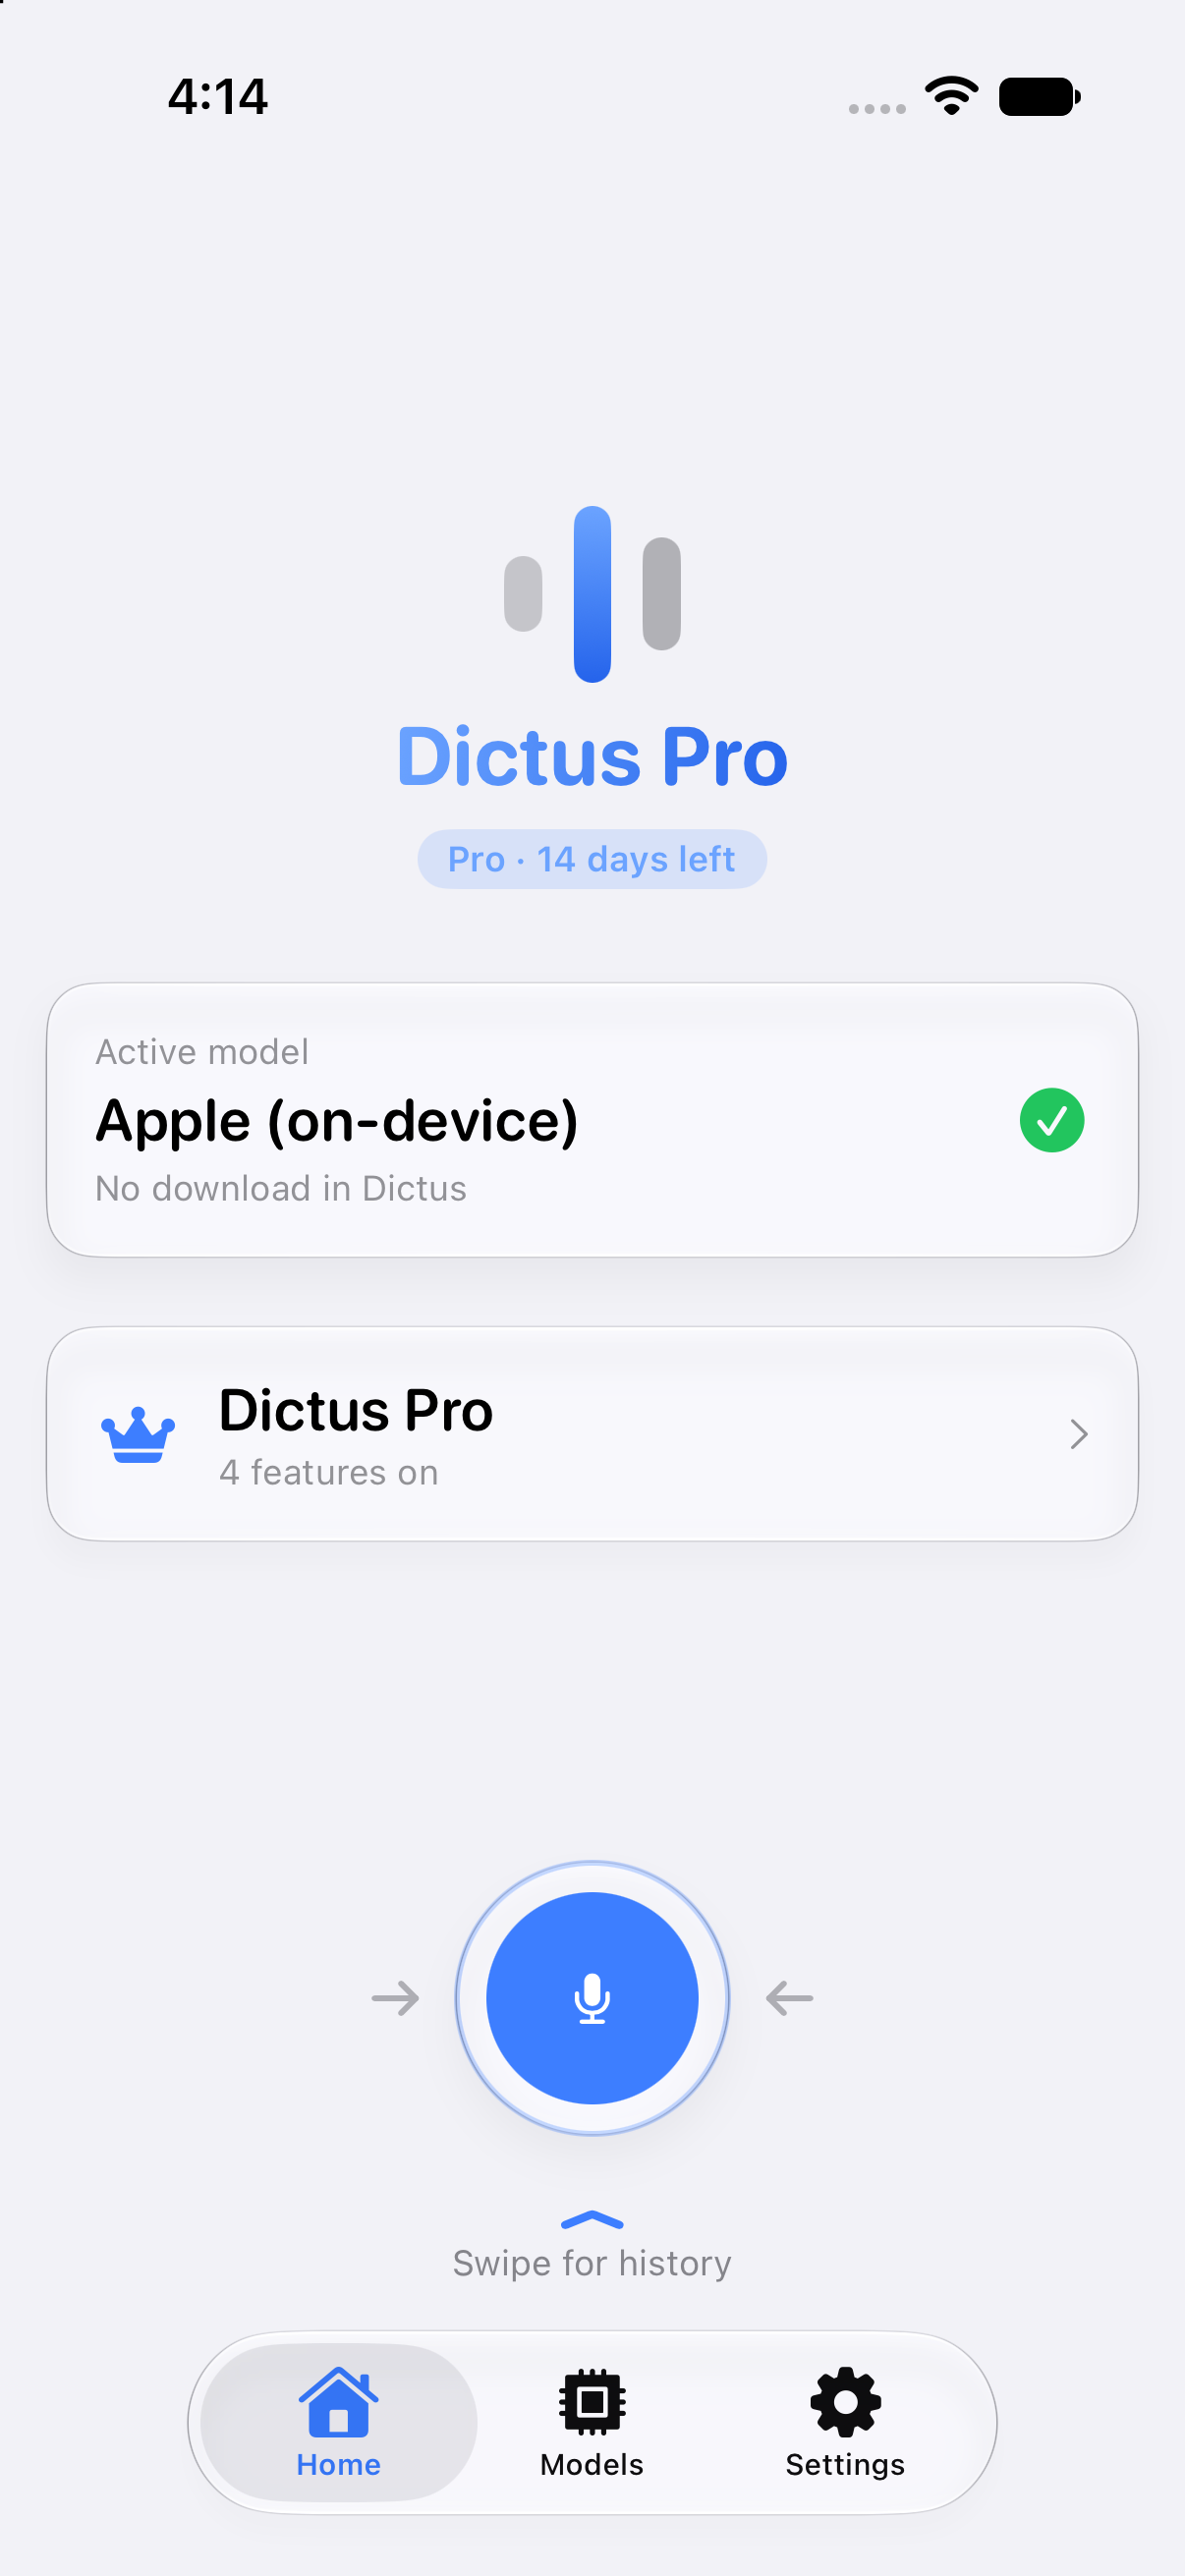 4:14
Dictus Pro
Pro · 14 days left
Active model
Apple (on-device)
No download in Dictus
Dictus Pro
4 features on
Swipe for history
Home
Models
Settings